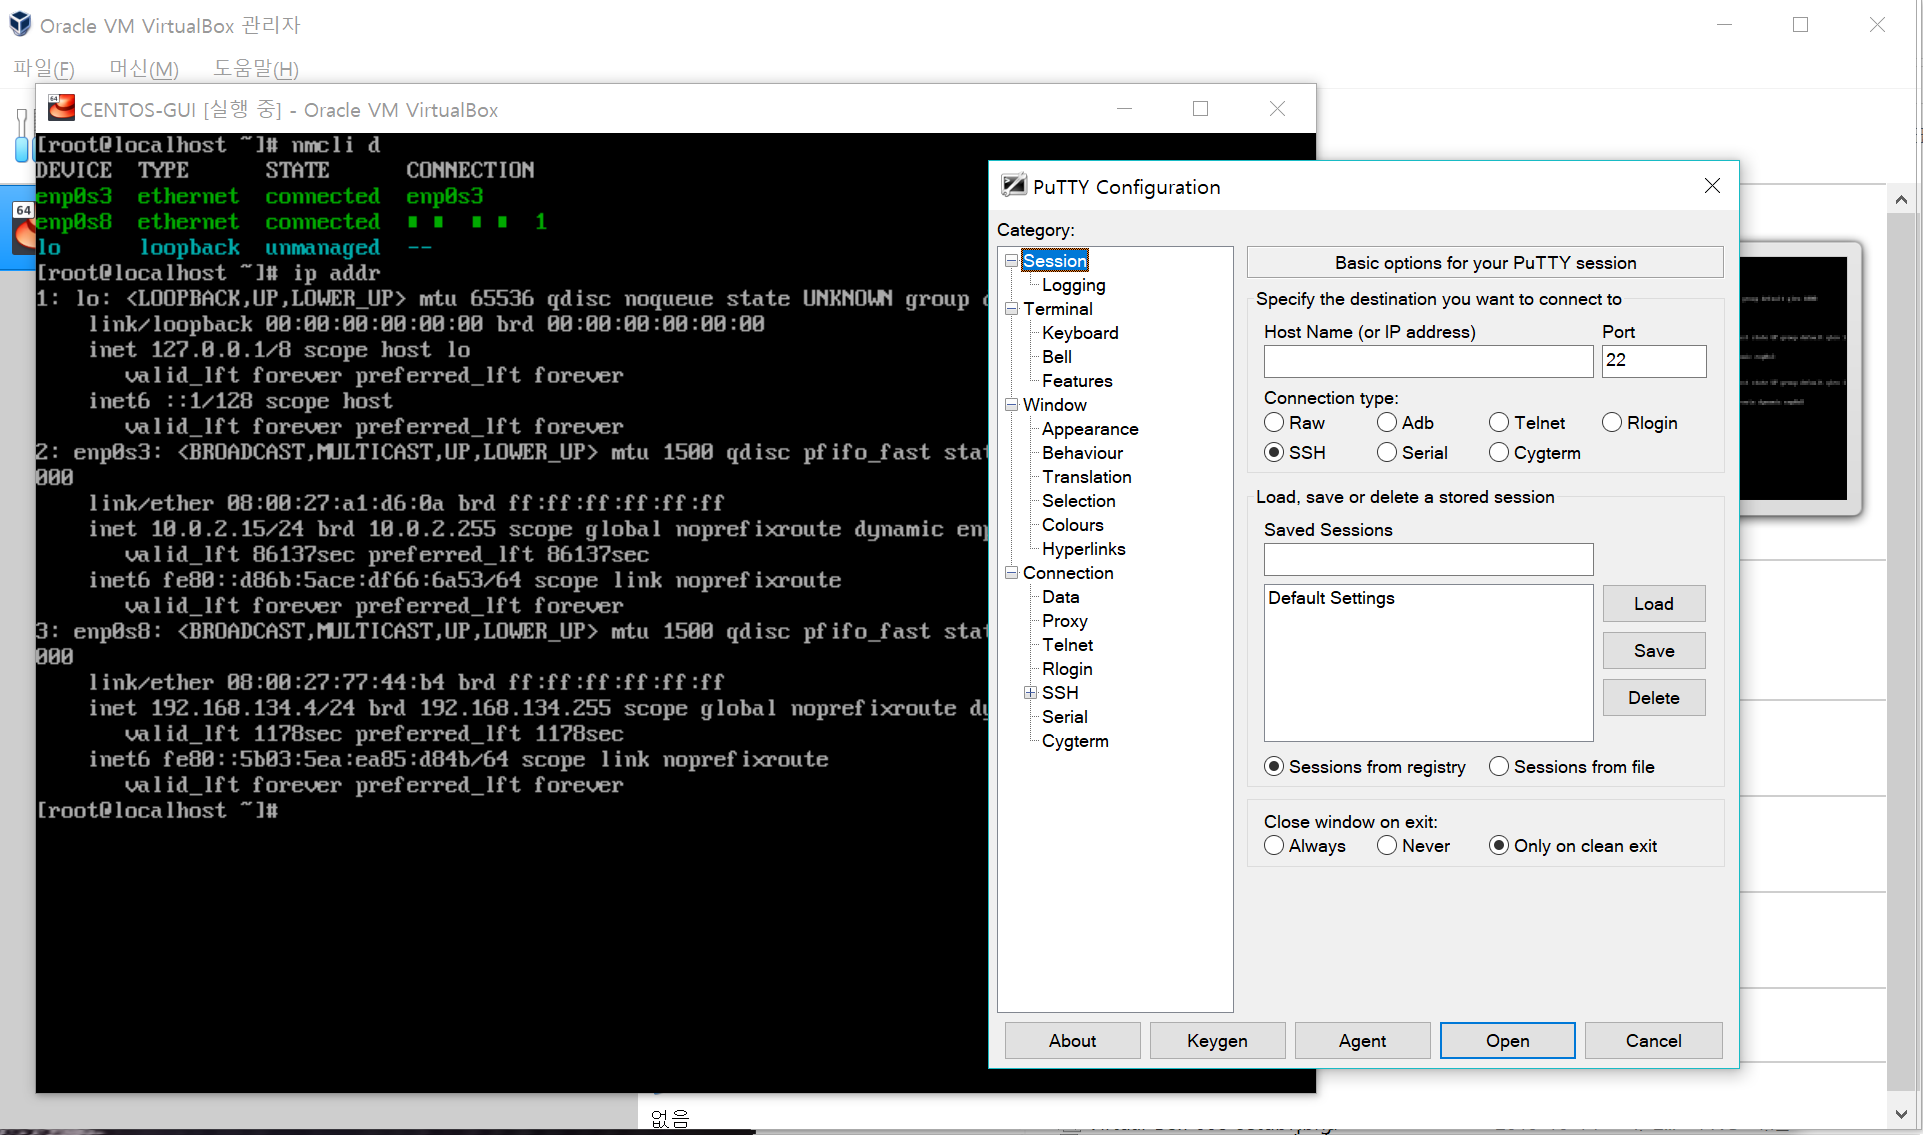 Oracle VM VirtualBox 관리자
파일(F) 머신(M) 도움말(H)
CENTOS-GUI [실행 중] - Oracle VM VirtualBox
[root@localhost ~]# nmcli d
DEVICE TYPE STATE CONNECTION
enp0s3 ethernet connected enp0s3
enp0s8 ethernet connected 1
lo loopback unmanaged --
[root@localhost ~]# ip addr
1: lo: <LOOPBACK,UP,LOWER_UP> mtu 65536 qdisc noqueue state UNKNOWN group
link/loopback 00:00:00:00:00:00 brd 00:00:00:00:00:00
inet 127.0.0.1/8 scope host lo
valid_lft forever preferred_lft forever
inet6 ::1/128 scope host
valid_lft forever preferred_lft forever
2: enp0s3: <BROADCAST,MULTICAST,UP,LOWER_UP> mtu 1500 qdisc pfifo_fast stat
000
link/ether 08:00:27:a1:d6:0a brd ff:ff:ff:ff:ff:ff
inet 10.0.2.15/24 brd 10.0.2.255 scope global noprefixroute dynamic enp
valid_lft 86137sec preferred_lft 86137sec
inet6 fe80::d86b:5ace:df66:6a53/64 scope link noprefixroute
valid_lft forever preferred_lft forever
3: enp0s8: <BROADCAST,MULTICAST,UP,LOWER_UP> mtu 1500 qdisc pfifo_fast stat
000
link/ether 08:00:27:77:44:b4 brd ff:ff:ff:ff:ff:ff
inet 192.168.134.4/24 brd 192.168.134.255 scope global noprefixroute dy
valid_lft 1178sec preferred_lft 1178sec
inet6 fe80::5b03:5ea:ea85:d84b/64 scope link noprefixroute
valid_lft forever preferred_lft forever
[root@localhost ~]#
64
PuTTY Configuration
Category:
Session
Logging
Terminal
Keyboard
Bell
Features
Window
Appearance
Behaviour
Translation
Selection
Colours
Hyperlinks
Connection
Data
Proxy
Telnet
Rlogin
SSH
Serial
Cygterm
Basic options for your PuTTY session
Specify the destination you want to connect to
Host Name (or IP address) Port
22
Connection type:
Raw Adb Telnet Rlogin
SSH Serial Cygterm
Load, save or delete a stored session
Saved Sessions
Default Settings
Load
Save
Delete
Sessions from registry Sessions from file
Close window on exit:
Always Never Only on clean exit
About Keygen Agent Open Cancel
없음